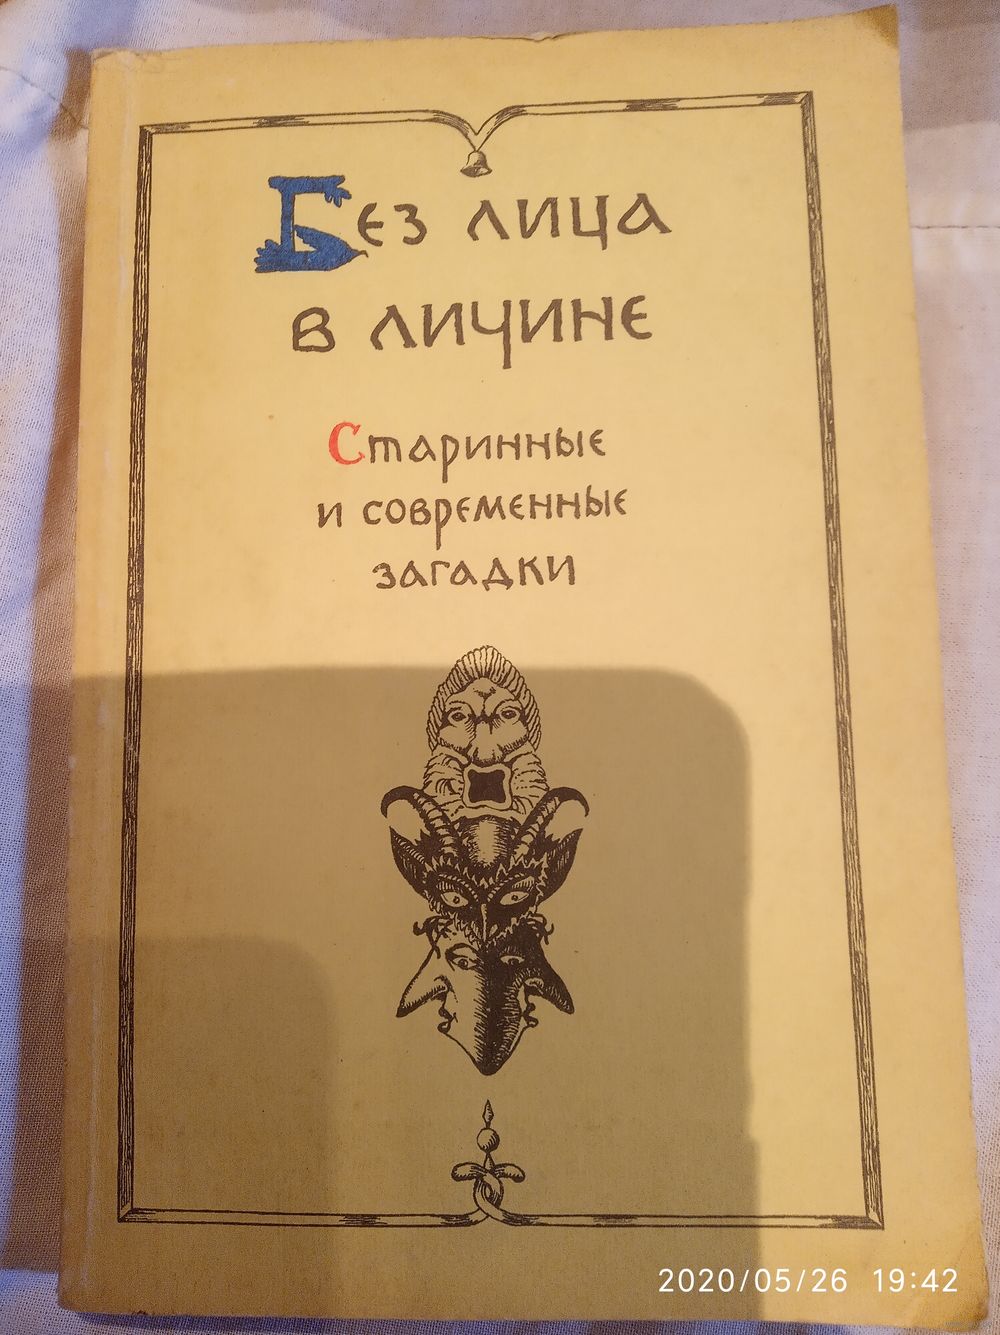 Без лица
в личине
Старинные
и современные
загадки
2020/05/26 19:42